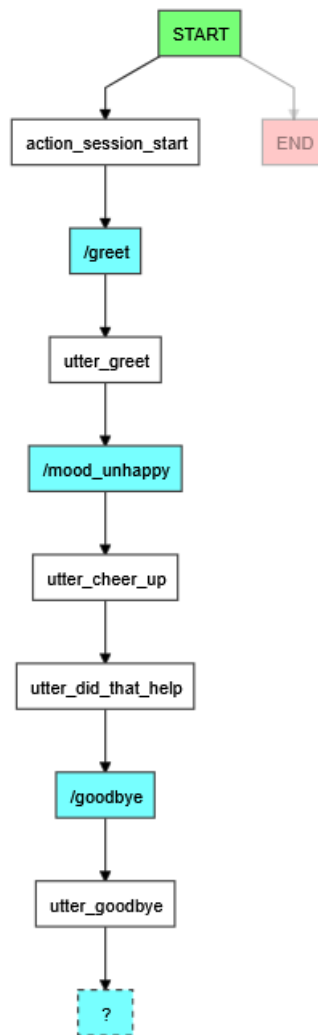 START
action_session_start
END
/greet
utter_greet
/mood_unhappy
utter_cheer_up
utter_did_that_help
/goodbye
utter_goodbye
?